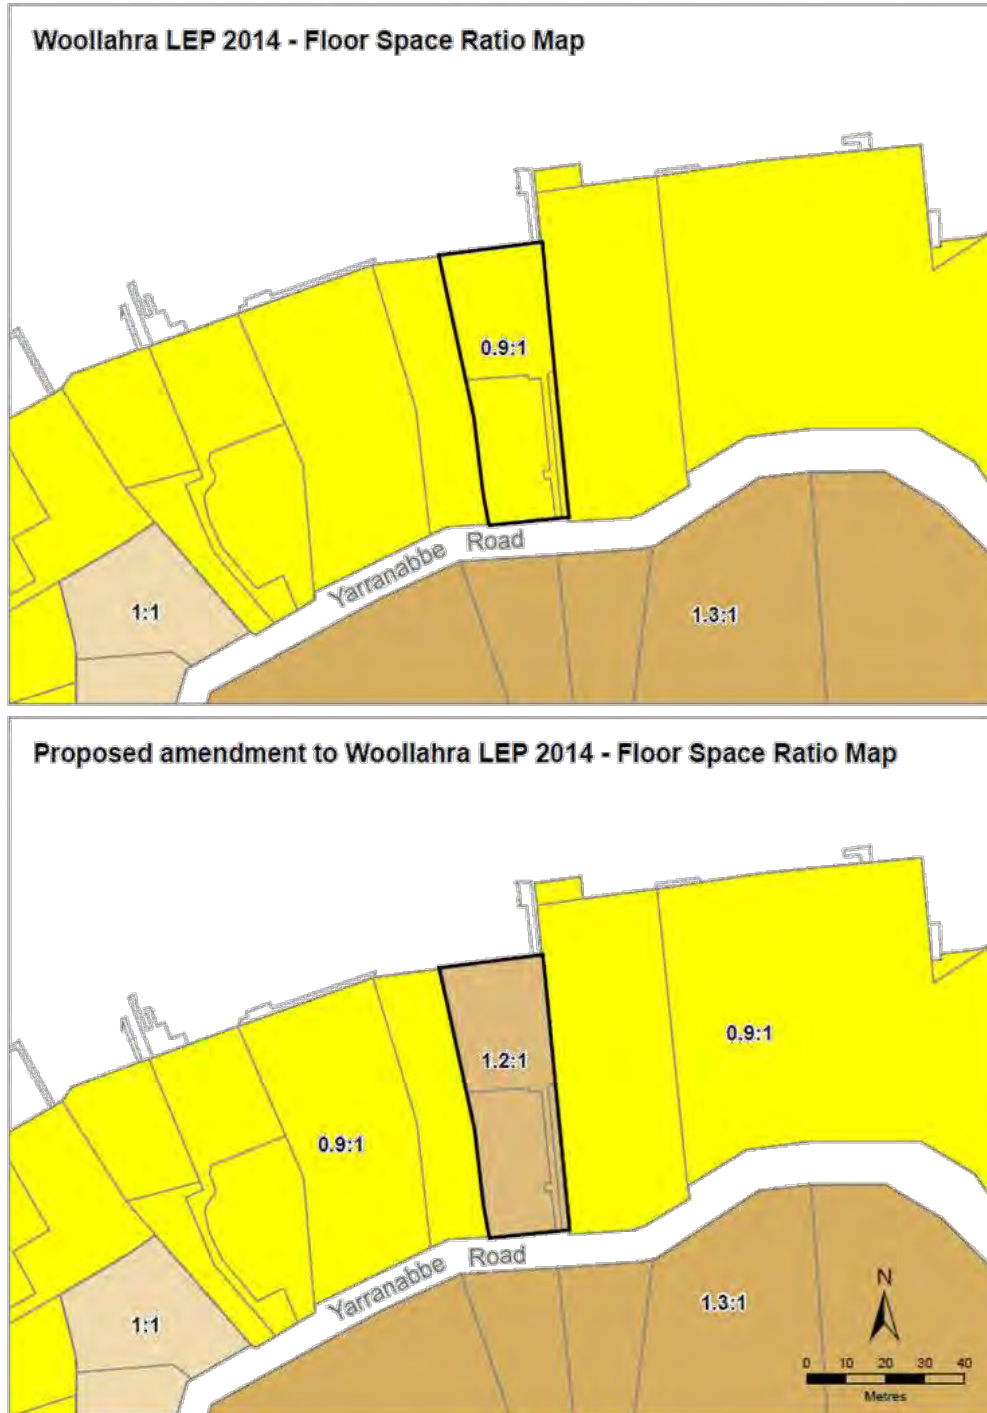 Woollahra LEP 2014 - Floor Space Ratio Map
0.9:1
Yarranabbe Road
1:1
1.3:1
Proposed amendment to Woollahra LEP 2014 - Floor Space Ratio Map
0.9:1
1.2:1
0.9:1
Yarranabbe Road
1:1
1.3:1
N
0 10 20 30 40
Metres